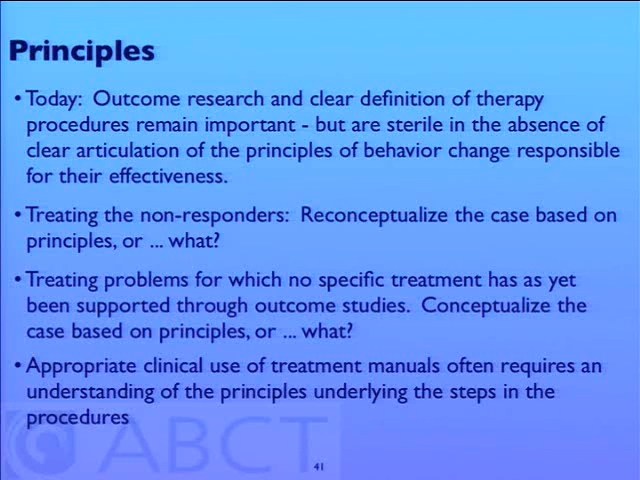 Principles
• Today: Outcome research and clear definition of therapy
procedures remain important - but are sterile in the absence of
clear articulation of the principles of behavior change responsible
for their effectiveness.
• Treating the non-responders: Reconceptualize the case based on
principles, or ... what?
• Treating problems for which no specific treatment has as yet
been supported through outcome studies. Conceptualize the
case based on principles, or ... what?
• Appropriate clinical use of treatment manuals often requires an
understanding of the principles underlying the steps in the
procedures
ABCT
41